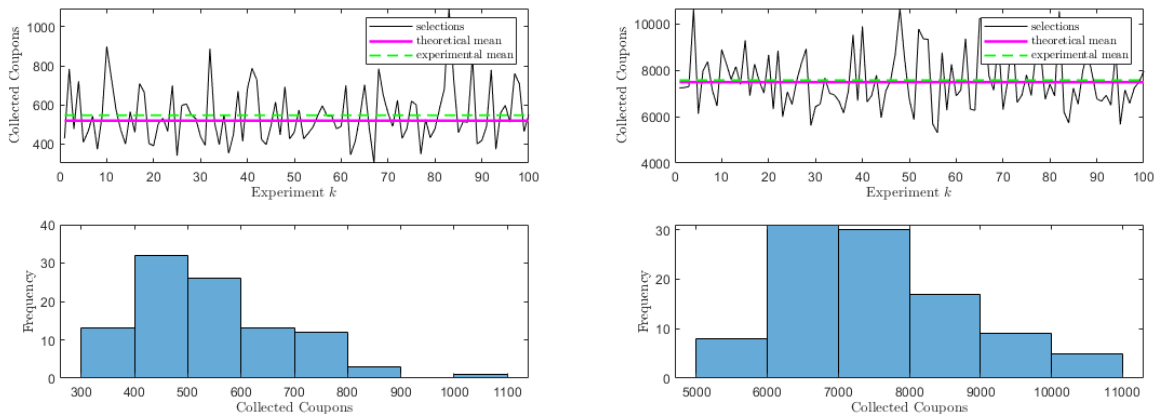 Collected Coupons
1000
800
600
400
selections
theoretical mean
experimental mean
0 10 20 30 40 50 60 70 80 90 100
Experiment k
Collected Coupons
10000
8000
6000
4000
selections
theoretical mean
experimental mean
0 10 20 30 40 50 60 70 80 90 100
Experiment k
Frequency
40
30
20
10
0
300 400 500 600 700 800 900 1000 1100
Collected Coupons
Frequency
30
20
10
0
5000 6000 7000 8000 9000 10000 11000
Collected Coupons